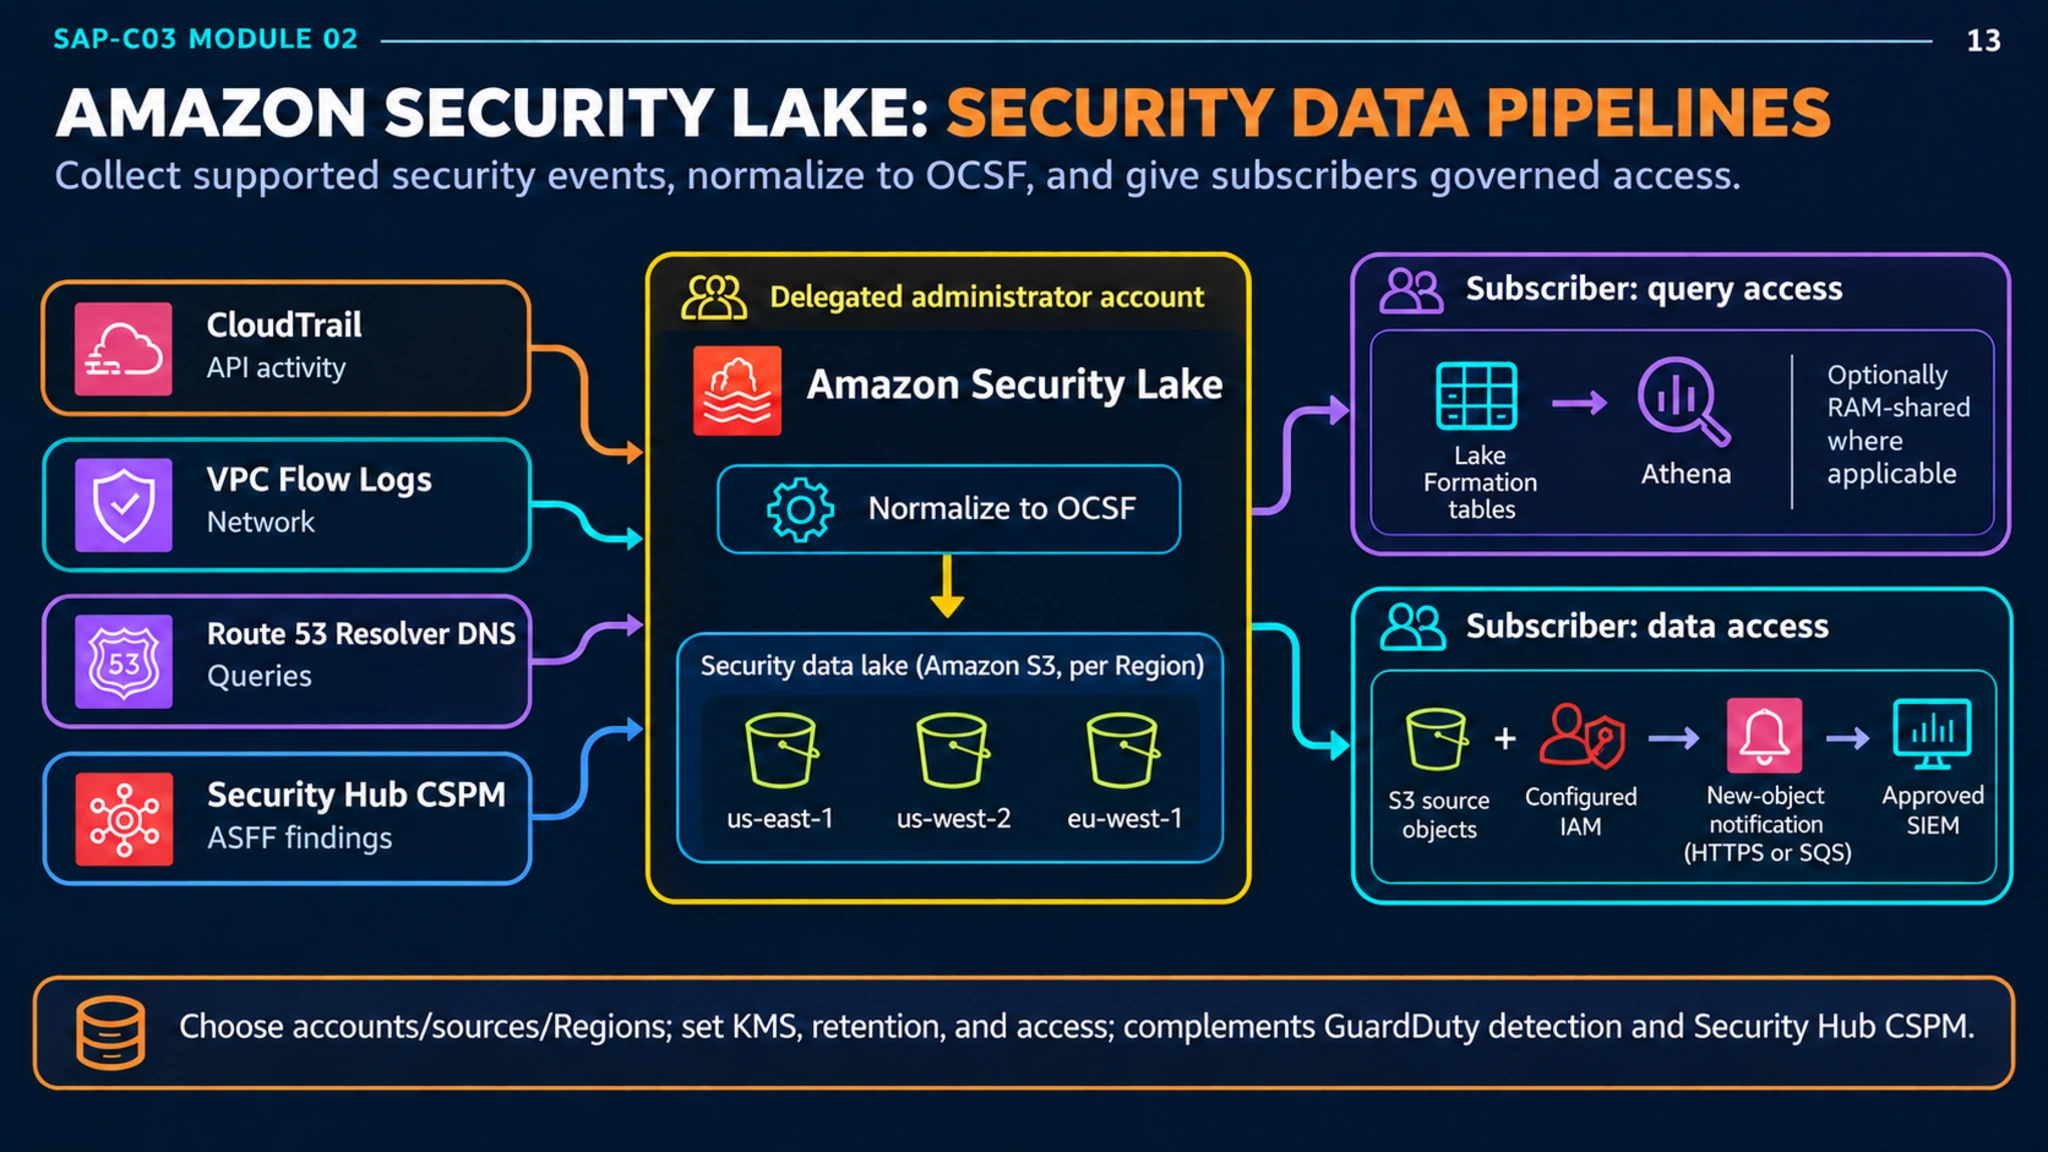 SAP-C03 MODULE 02
13
AMAZON SECURITY LAKE: SECURITY DATA PIPELINES
Collect supported security events, normalize to OCSF, and give subscribers governed access.
CloudTrail
API activity
VPC Flow Logs
Network
53
Route 53 Resolver DNS
Queries
Security Hub CSPM
ASFF findings
Delegated administrator account
Amazon Security Lake
Normalize to OCSF
Security data lake (Amazon S3, per Region)
us-east-1
us-west-2
eu-west-1
Subscriber: query access
Lake
Formation
tables
Athena
Optionally
RAM-shared
where
applicable
Subscriber: data access
S3 source
objects
+
Configured
IAM
New-object
notification
(HTTPS or SQS)
Approved
SIEM
Choose accounts/sources/Regions; set KMS, retention, and access; complements GuardDuty detection and Security Hub CSPM.